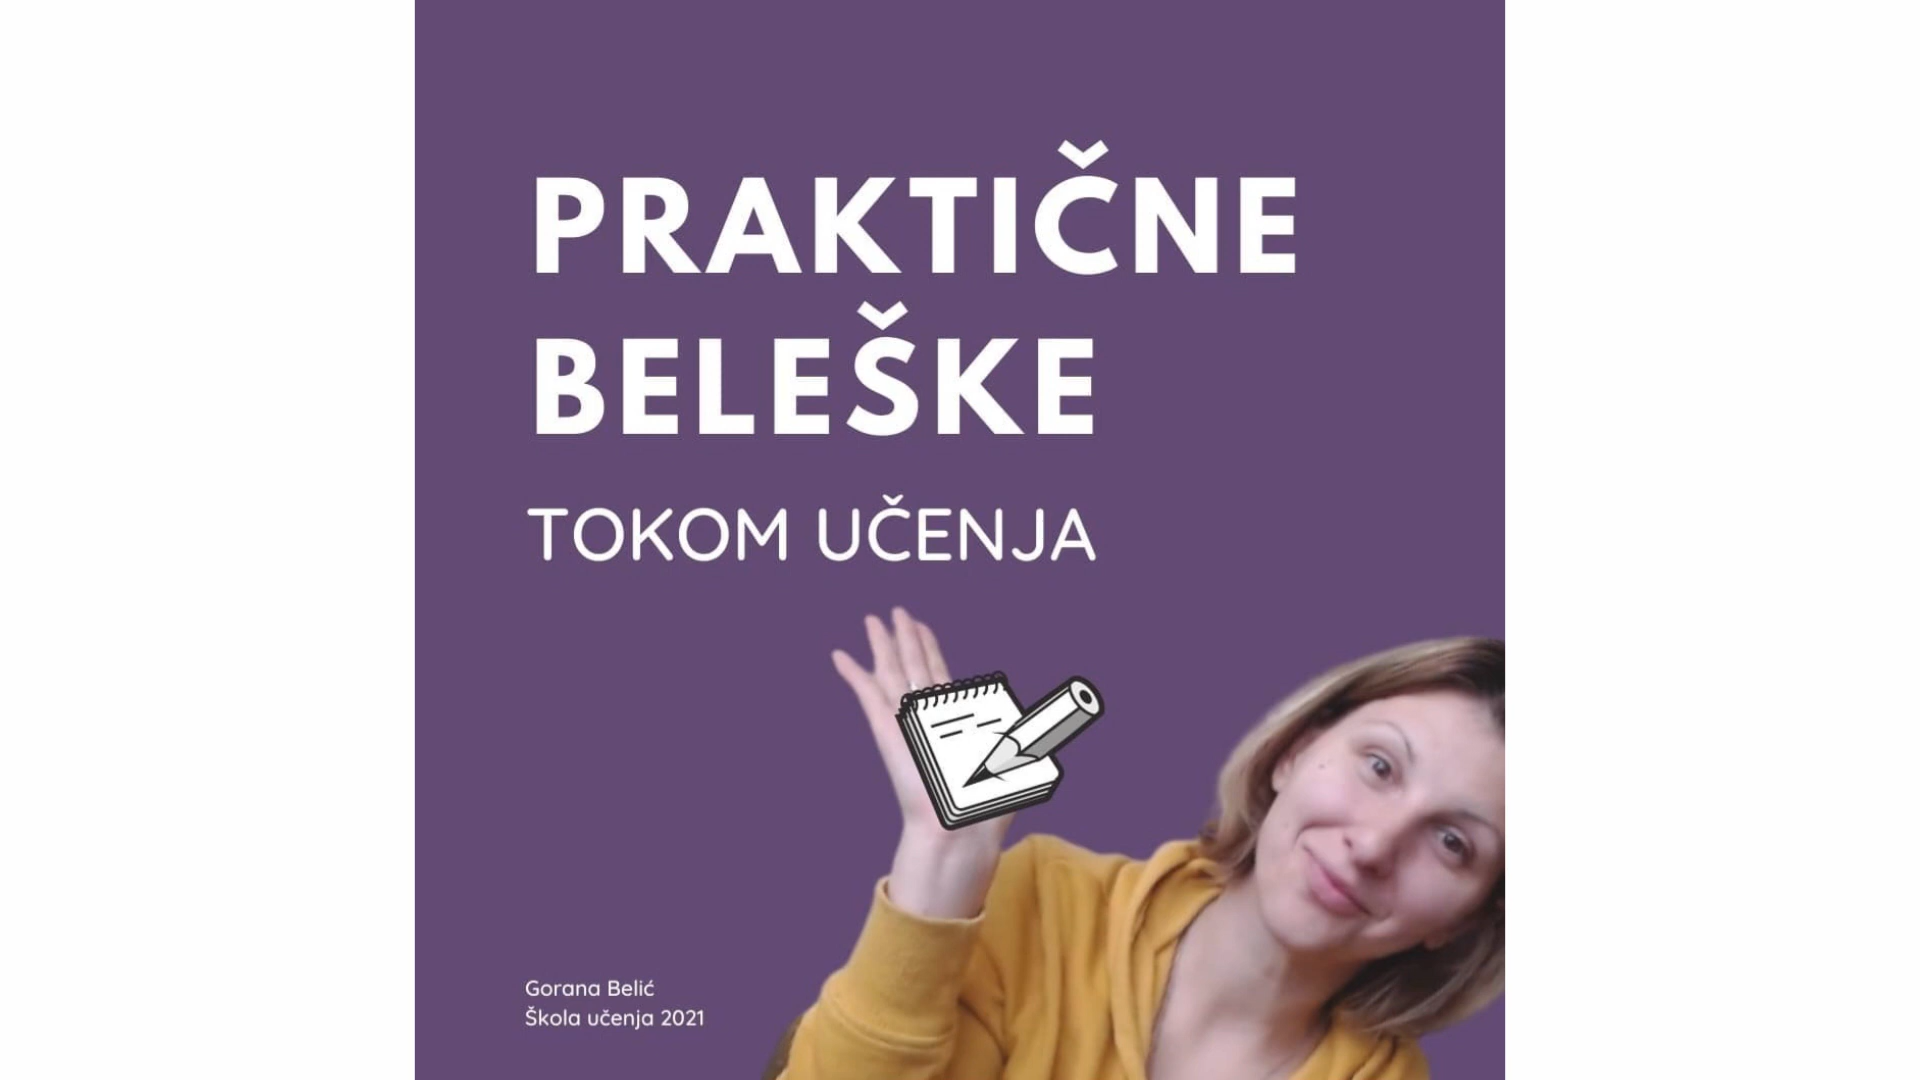 PRAKTIČNE
BELEŠKE
TOKOM UČENJA
Gorana Belić
Škola učenja 2021